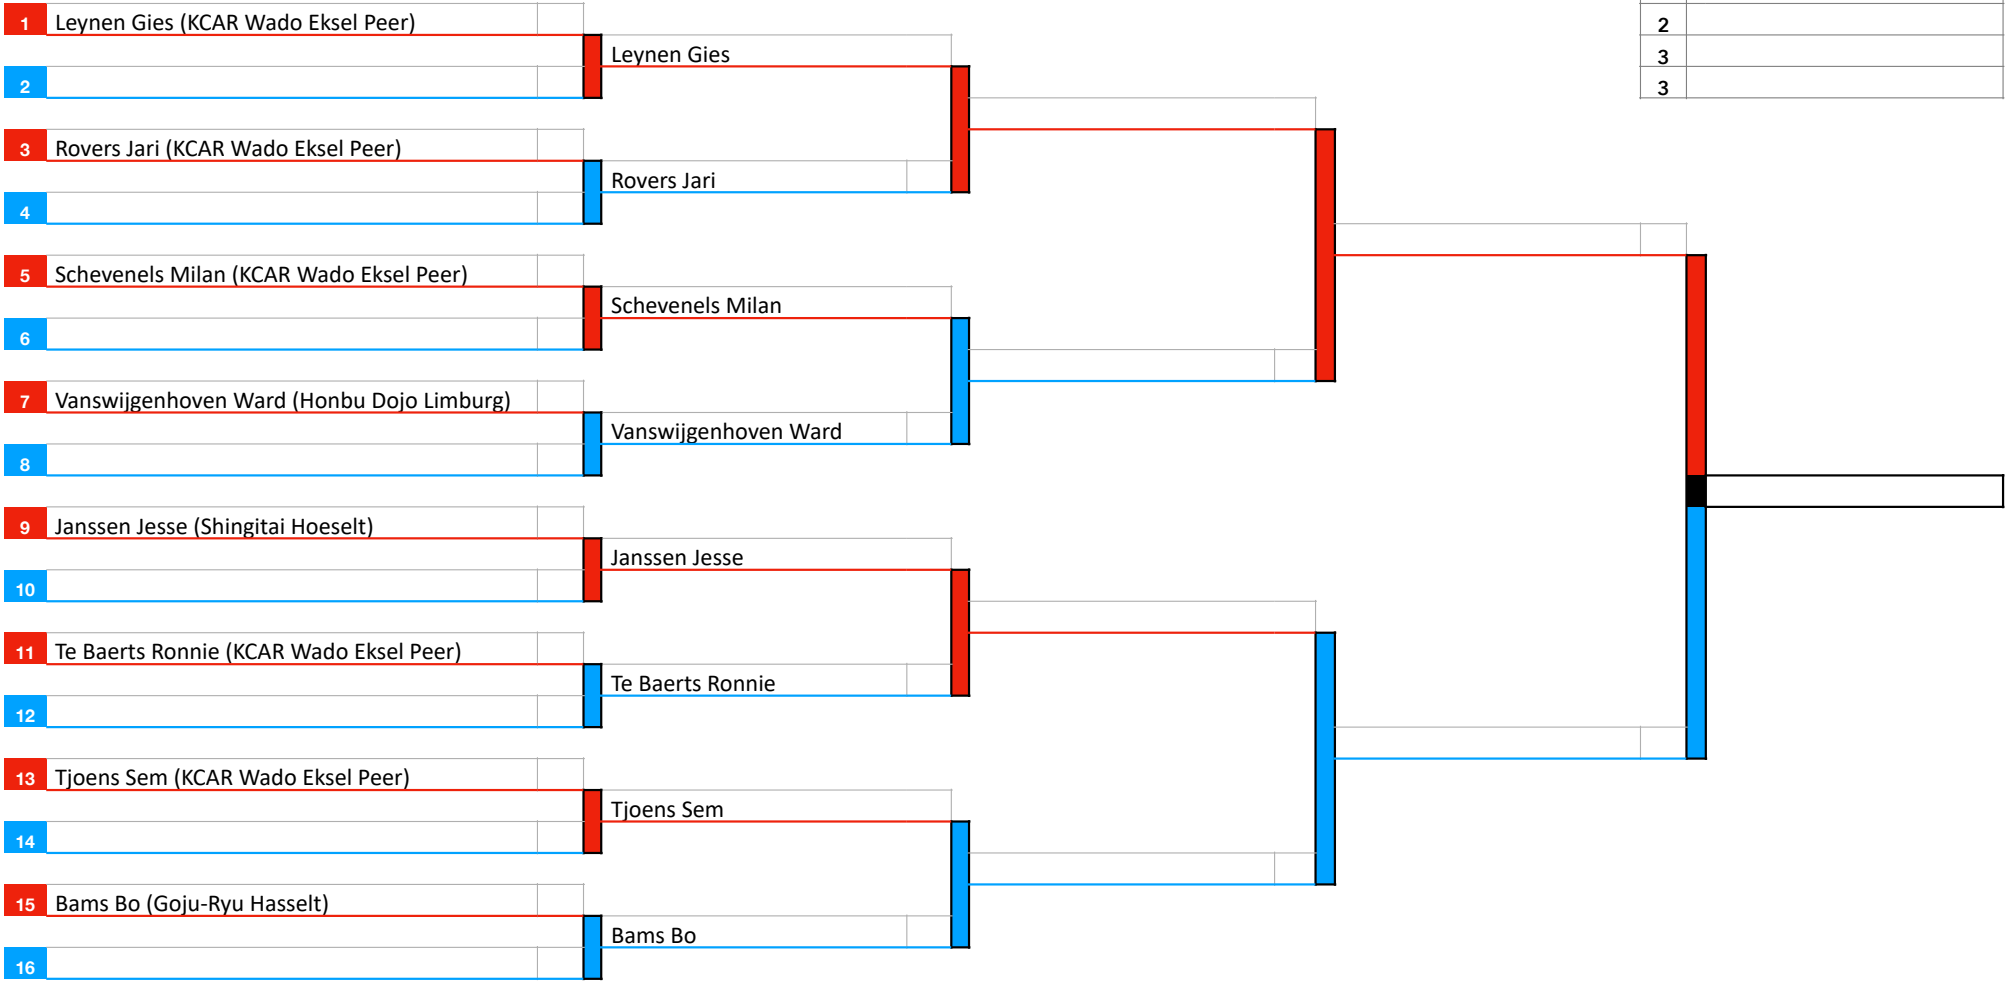 1 Leynen Gies (KCAR Wado Eksel Peer)
2
Leynen Gies
2
3
3
3 Rovers Jari (KCAR Wado Eksel Peer)
4
Rovers Jari
5 Schevenels Milan (KCAR Wado Eksel Peer)
6
Schevenels Milan
7 Vanswijgenhoven Ward (Honbu Dojo Limburg)
8
Vanswijgenhoven Ward
9 Janssen Jesse (Shingitai Hoeselt)
10
Janssen Jesse
11 Te Baerts Ronnie (KCAR Wado Eksel Peer)
12
Te Baerts Ronnie
13 Tjoens Sem (KCAR Wado Eksel Peer)
14
Tjoens Sem
15 Bams Bo (Goju-Ryu Hasselt)
16
Bams Bo